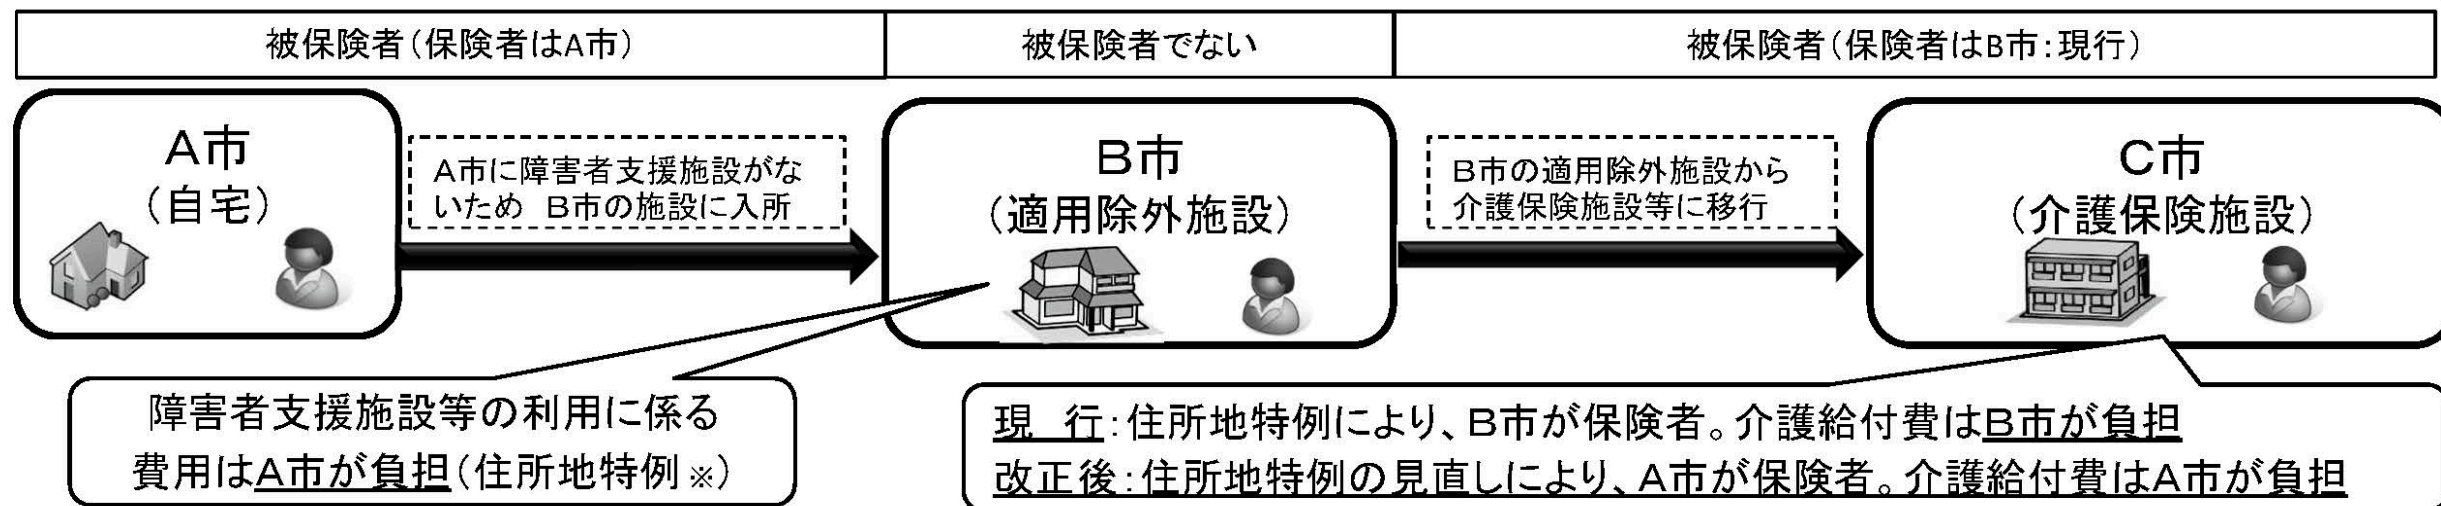 被保険者（保険者はA市）
被保険者でない
被保険者（保険者はB市：現行）
A市
（自宅）
A市に障害者支援施設がな
いため　B市の施設に入所
B市
（適用除外施設）
B市の適用除外施設から
介護保険施設等に移行
C市
（介護保険施設）
障害者支援施設等の利用に係る
費用はA市が負担（住所地特例※）
現　行：住所地特例により、B市が保険者。介護給付費はB市が負担
改正後：住所地特例の見直しにより、A市が保険者。介護給付費はA市が負担